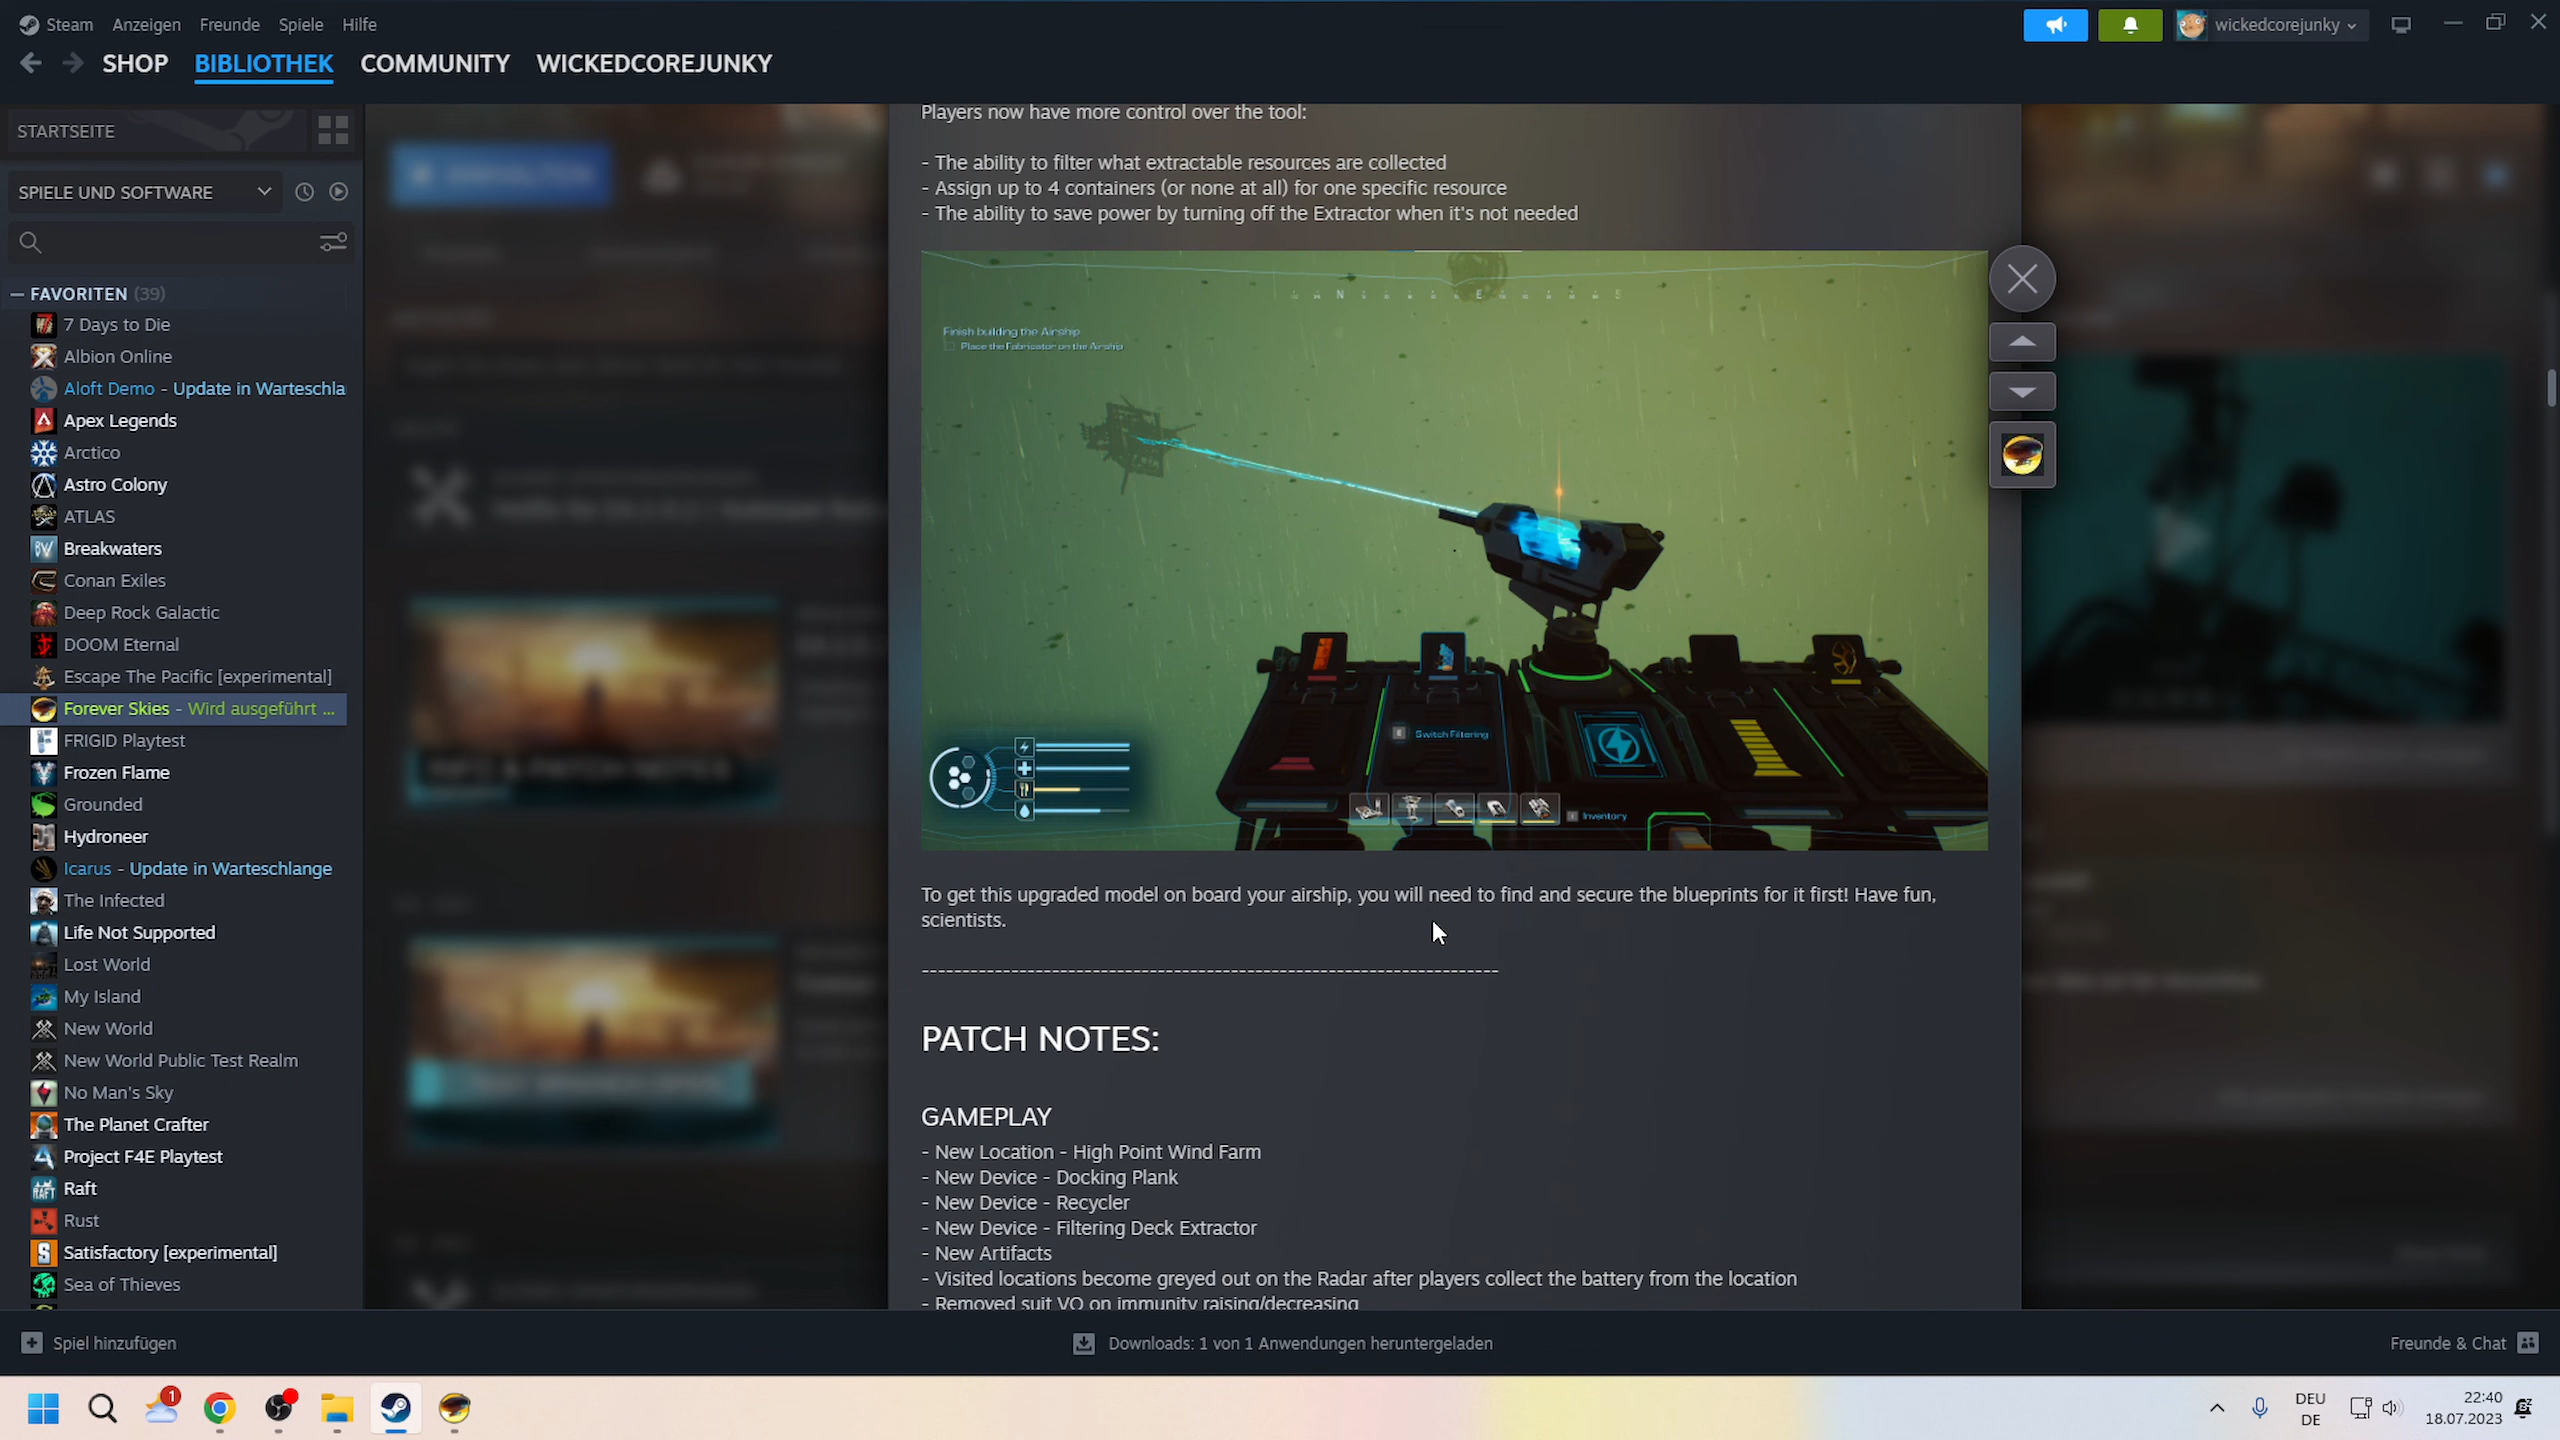 Steam Anzeigen Freunde Spiele Hilfe
wickedcorejunky
SHOP BIBLIOTHEK COMMUNITY WICKEDCOREJUNKY
STARTSEITE
SPIELE UND SOFTWARE
FAVORITEN (39)
7 Days to Die
Albion Online
Aloft Demo - Update in Warteschla
Apex Legends
Arctico
Astro Colony
ATLAS
Breakwaters
Conan Exiles
Deep Rock Galactic
DOOM Eternal
Escape The Pacific [experimental]
Forever Skies - Wird ausgeführt ...
FRIGID Playtest
Frozen Flame
Grounded
Hydroneer
Icarus - Update in Warteschlange
The Infected
Life Not Supported
Lost World
My Island
New World
New World Public Test Realm
No Man's Sky
The Planet Crafter
Project F4E Playtest
Raft
Rust
Satisfactory [experimental]
Sea of Thieves
Players now have more control over the tool:
- The ability to filter what extractable resources are collected
- Assign up to 4 containers (or none at all) for one specific resource
- The ability to save power by turning off the Extractor when it's not needed
N E S
Finish building the Airship
Place the Fabricator on the Airship
Switch Filtering
Inventory
To get this upgraded model on board your airship, you will need to find and secure the blueprints for it first! Have fun,
scientists.
-----------------------------------------------------------------------
PATCH NOTES:
GAMEPLAY
- New Location - High Point Wind Farm
- New Device - Docking Plank
- New Device - Recycler
- New Device - Filtering Deck Extractor
- New Artifacts
- Visited locations become greyed out on the Radar after players collect the battery from the location
- Removed suit VO on immunity raising/decreasing
Spiel hinzufügen
Downloads: 1 von 1 Anwendungen heruntergeladen
Freunde & Chat
1
DEU
DE
22:40
18.07.2023